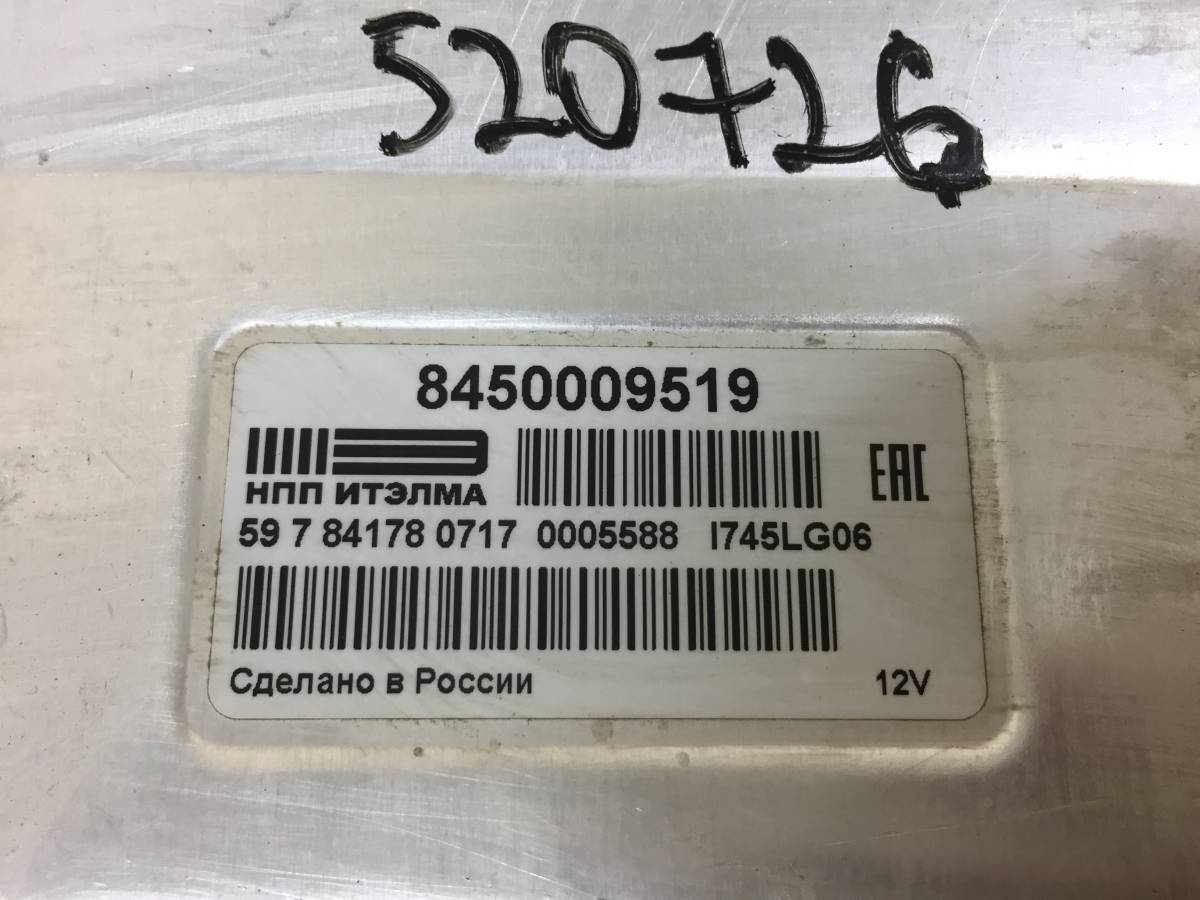 520726
8450009519
НПП ИТЭЛМА
EAC
59 7 84178 0717 0005588 I745LG06
Сделано в России
12V